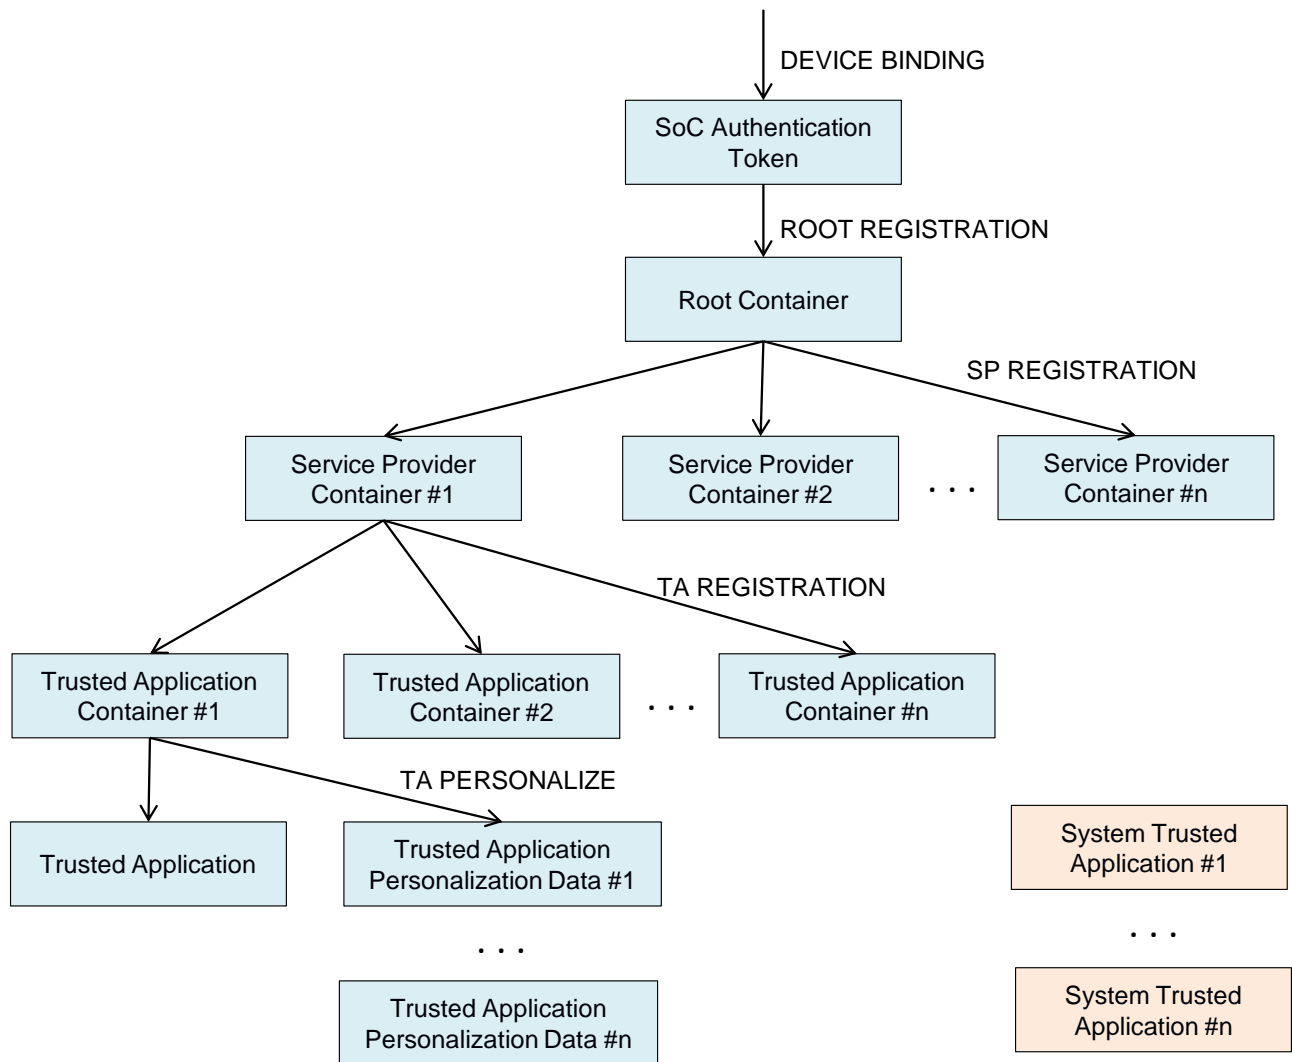 DEVICE BINDING
SoC Authentication
Token
ROOT REGISTRATION
Root Container
SP REGISTRATION
Service Provider
Container #1
Service Provider
Container #2
. . .
Service Provider
Container #n
TA REGISTRATION
Trusted Application
Container #1
Trusted Application
Container #2
. . .
Trusted Application
Container #n
TA PERSONALIZE
Trusted Application
Trusted Application
Personalization Data #1
System Trusted
Application #1
. . .
. . .
Trusted Application
Personalization Data #n
System Trusted
Application #n